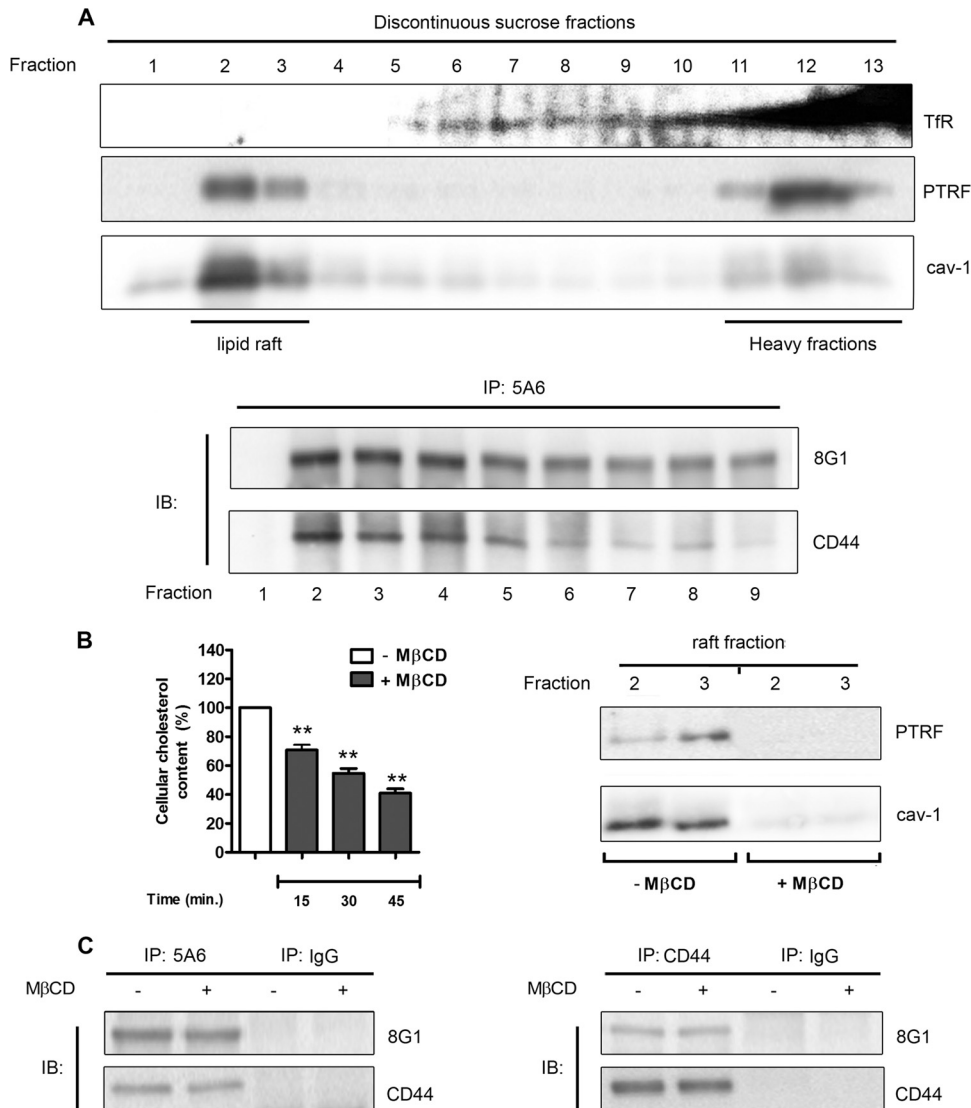 A
Discontinuous sucrose fractions
Fraction 1 2 3 4 5 6 7 8 9 10 11 12 13
TfR
PTRF
cav-1
lipid raft Heavy fractions
IP: 5A6
IB:
8G1
CD44
Fraction 1 2 3 4 5 6 7 8 9
B
Cellular cholesterol
content (%)
140
120
100
80
60
40
20
0
- MβCD
+ MβCD
** ** **
Time (min.) 15 30 45
raft fraction
Fraction 2 3 2 3
PTRF
cav-1
- MβCD + MβCD
C
IP: 5A6 IP: IgG
MβCD - + - +
IB:
8G1
CD44
IP: CD44 IP: IgG
MβCD - + - +
IB:
8G1
CD44